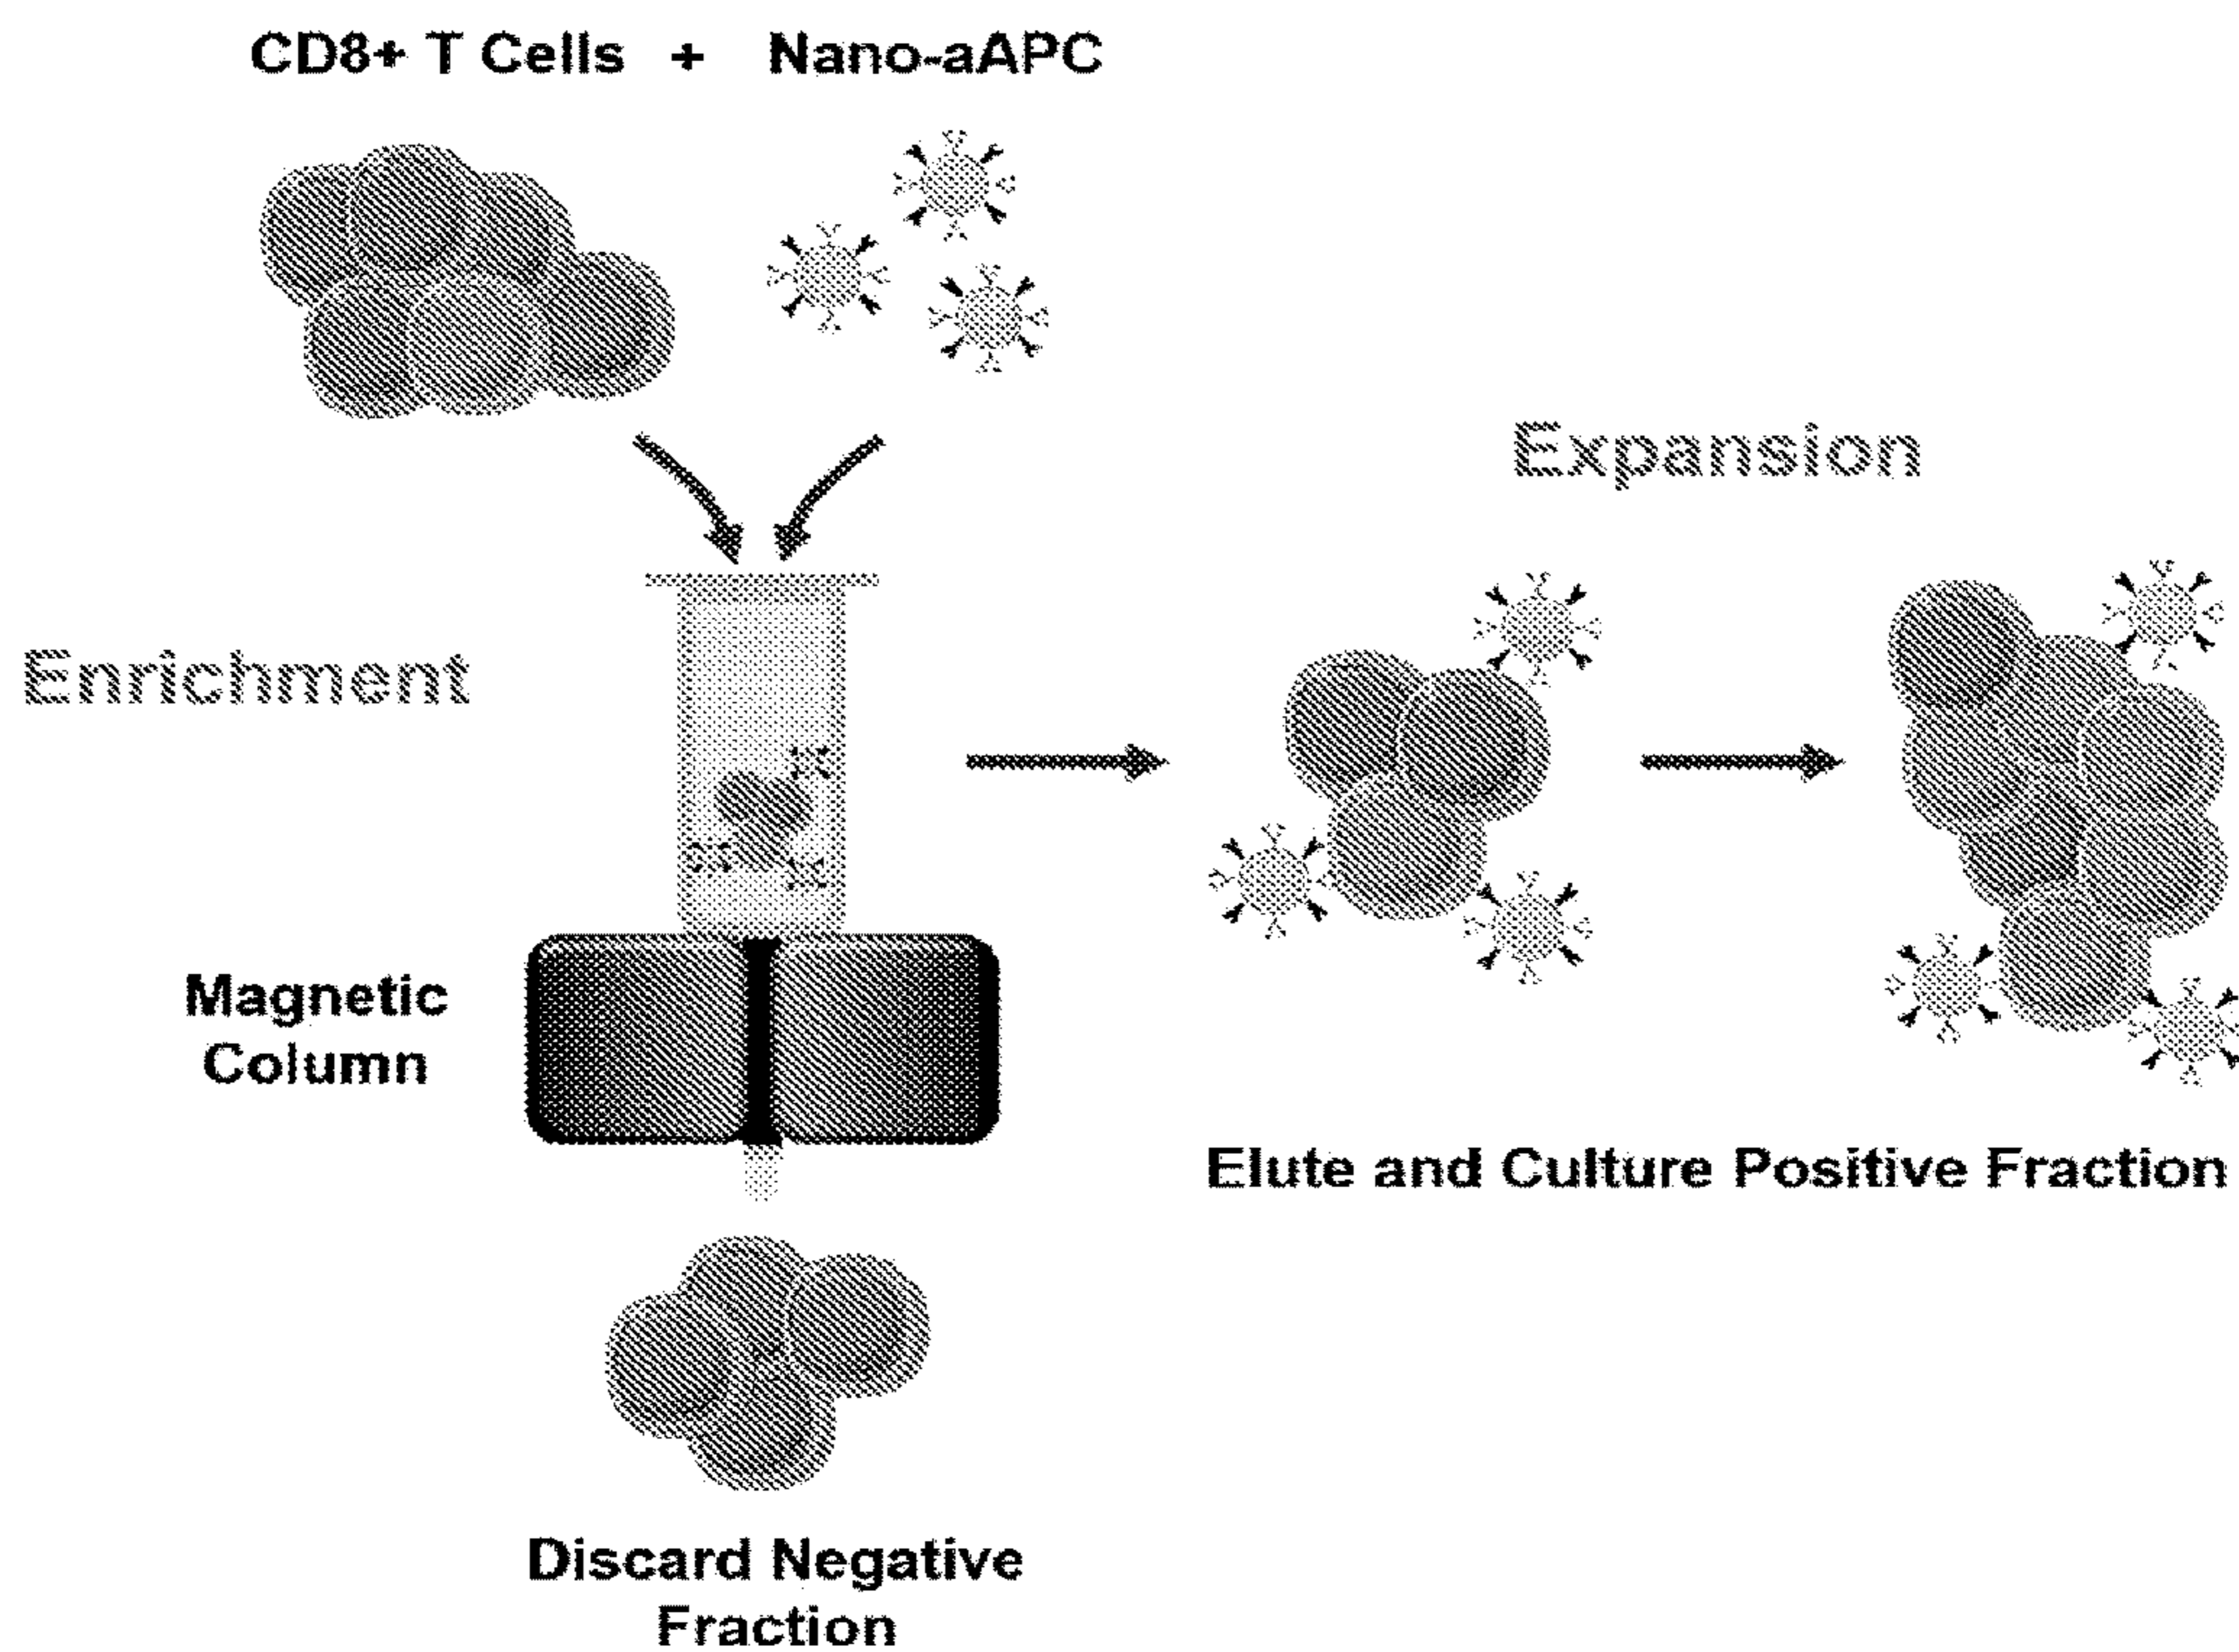 CD8+ T Cells + Nano-aAPC
Expansion
Enrichment
Magnetic
Column
Elute and Culture Positive Fraction
Discard Negative
Fraction